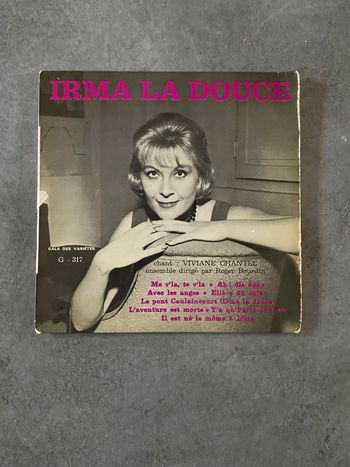 IRMA LA DOUCE
GALA DES VARIETES
G - 317
chant : VIVIANE CHANTEL
ensemble dirigé par Roger Bourdin
Me v'la, te v'la * Ah! dis donc
Avec les anges * Elle a du chien
Le pont Caulaincourt (Irma la douce)
L'aventure est morte * Y'a qu'Paris pour ça
Il est né le môme à Irma